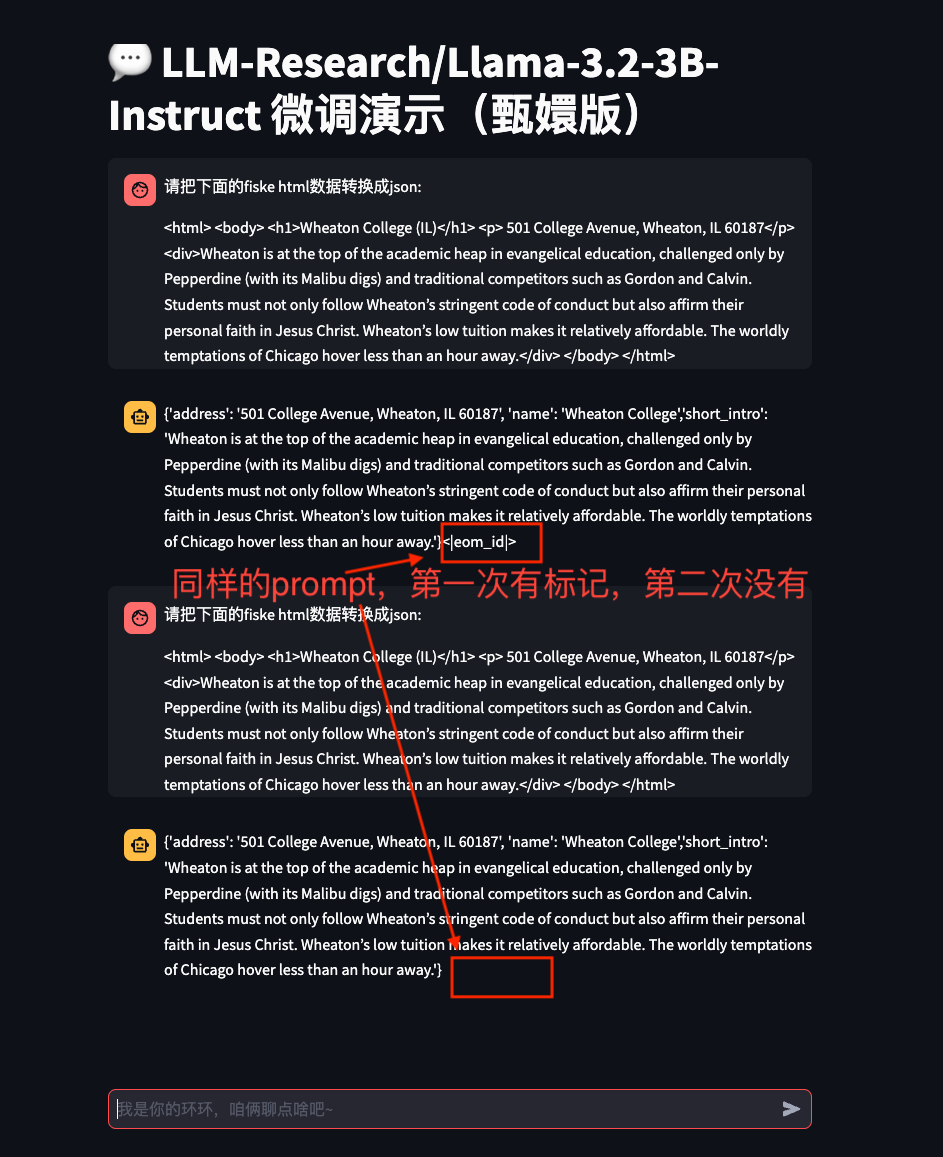 💬 LLM-Research/Llama-3.2-3B-
Instruct 微调演示（甄嬛版）
请把下面的fiske html数据转换成json:
<html> <body> <h1>Wheaton College (IL)</h1> <p> 501 College Avenue, Wheaton, IL 60187</p>
<div>Wheaton is at the top of the academic heap in evangelical education, challenged only by
Pepperdine (with its Malibu digs) and traditional competitors such as Gordon and Calvin.
Students must not only follow Wheaton’s stringent code of conduct but also affirm their
personal faith in Jesus Christ. Wheaton’s low tuition makes it relatively affordable. The worldly
temptations of Chicago hover less than an hour away.</div> </body> </html>
{'address': '501 College Avenue, Wheaton, IL 60187', 'name': 'Wheaton College','short_intro':
'Wheaton is at the top of the academic heap in evangelical education, challenged only by
Pepperdine (with its Malibu digs) and traditional competitors such as Gordon and Calvin.
Students must not only follow Wheaton’s stringent code of conduct but also affirm their personal
faith in Jesus Christ. Wheaton’s low tuition makes it relatively affordable. The worldly temptations
of Chicago hover less than an hour away.'}<|eom_id|>
同样的prompt，第一次有标记，第二次没有
请把下面的fiske html数据转换成json:
<html> <body> <h1>Wheaton College (IL)</h1> <p> 501 College Avenue, Wheaton, IL 60187</p>
<div>Wheaton is at the top of the academic heap in evangelical education, challenged only by
Pepperdine (with its Malibu digs) and traditional competitors such as Gordon and Calvin.
Students must not only follow Wheaton’s stringent code of conduct but also affirm their
personal faith in Jesus Christ. Wheaton’s low tuition makes it relatively affordable. The worldly
temptations of Chicago hover less than an hour away.</div> </body> </html>
{'address': '501 College Avenue, Wheaton, IL 60187', 'name': 'Wheaton College','short_intro':
'Wheaton is at the top of the academic heap in evangelical education, challenged only by
Pepperdine (with its Malibu digs) and traditional competitors such as Gordon and Calvin.
Students must not only follow Wheaton’s stringent code of conduct but also affirm their personal
faith in Jesus Christ. Wheaton’s low tuition makes it relatively affordable. The worldly temptations
of Chicago hover less than an hour away.'}
我是你的环环，咱俩聊点啥吧~